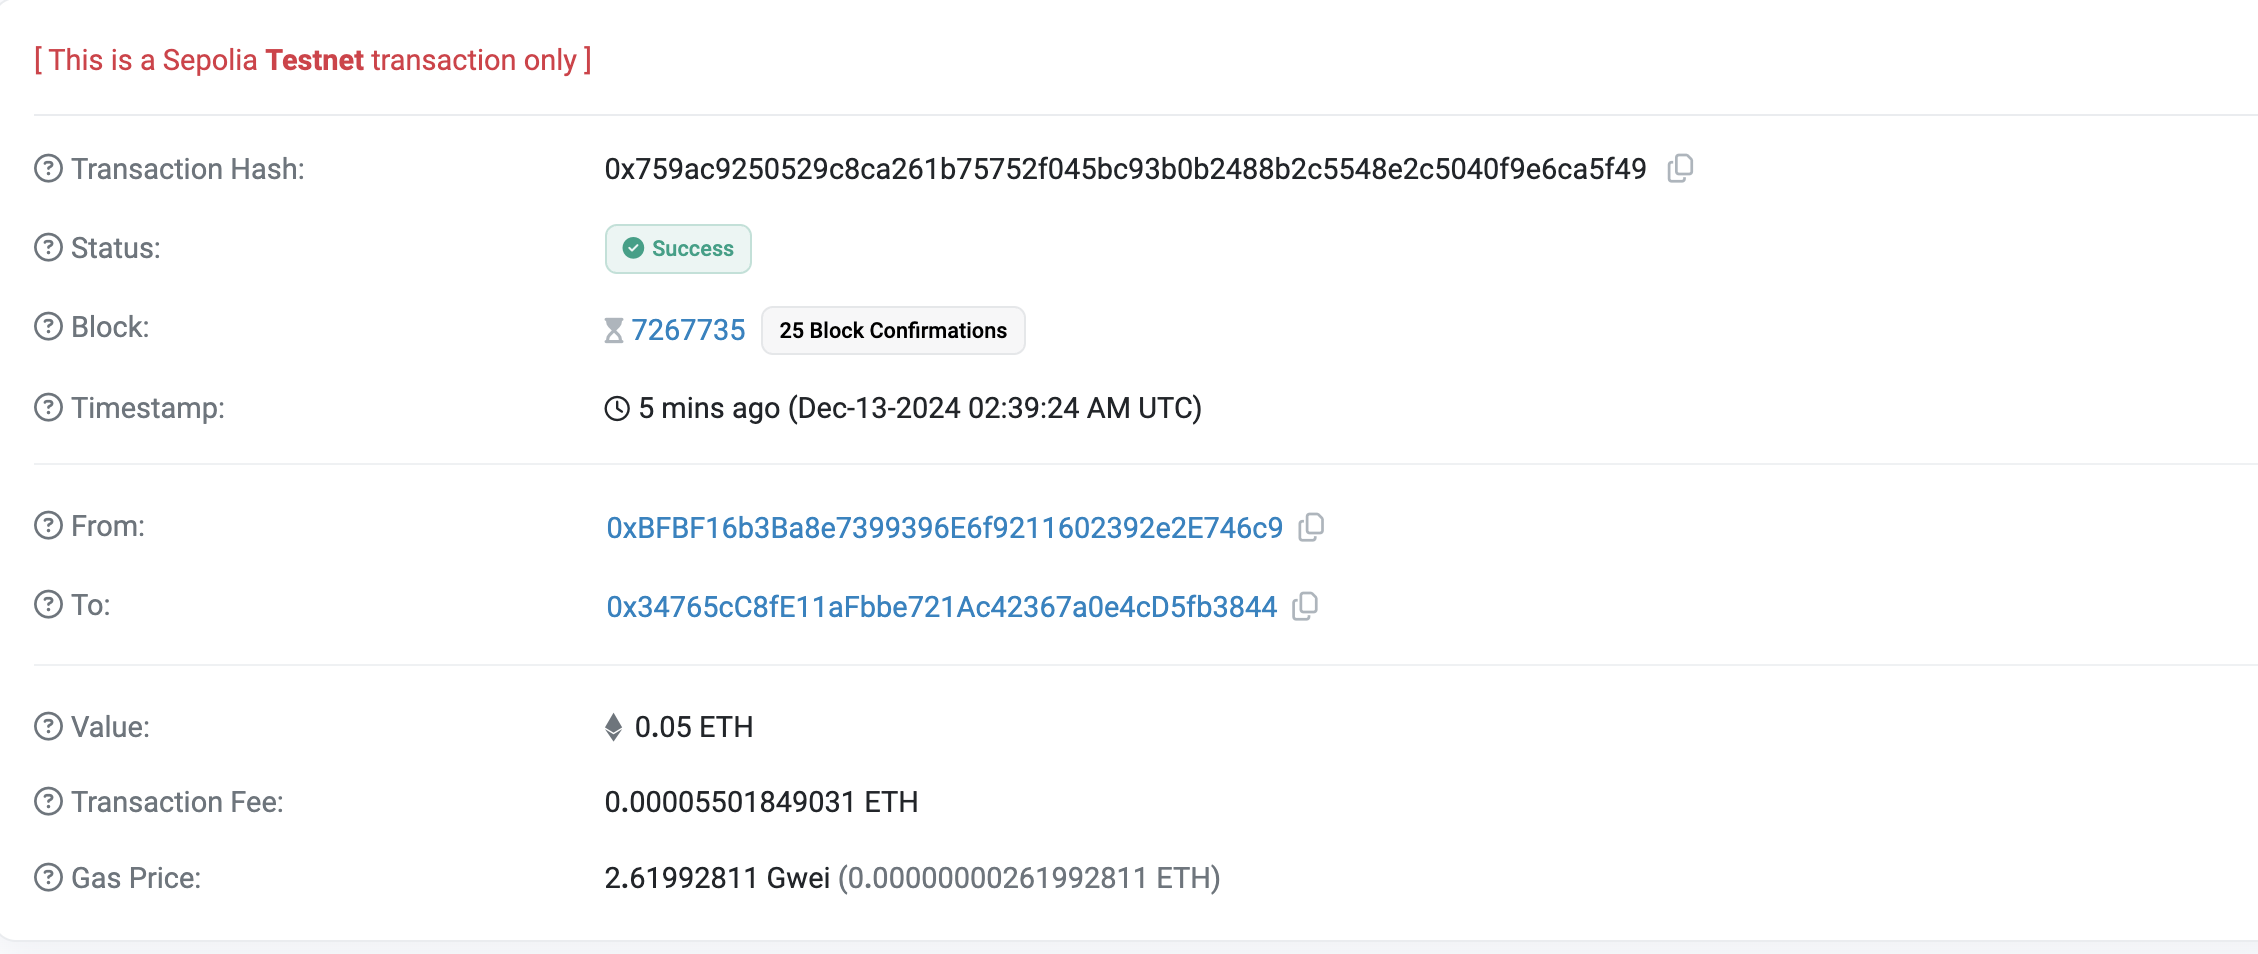 [ This is a Sepolia Testnet transaction only ]
Transaction Hash: 0x759ac9250529c8ca261b75752f045bc93b0b2488b2c5548e2c5040f9e6ca5f49
Status: Success
Block: 7267735 25 Block Confirmations
Timestamp: 5 mins ago (Dec-13-2024 02:39:24 AM UTC)
From: 0xBFBF16b3Ba8e7399396E6f9211602392e2E746c9
To: 0x34765cC8fE11aFbbe721Ac42367a0e4cD5fb3844
Value: 0.05 ETH
Transaction Fee: 0.00005501849031 ETH
Gas Price: 2.61992811 Gwei (0.00000000261992811 ETH)